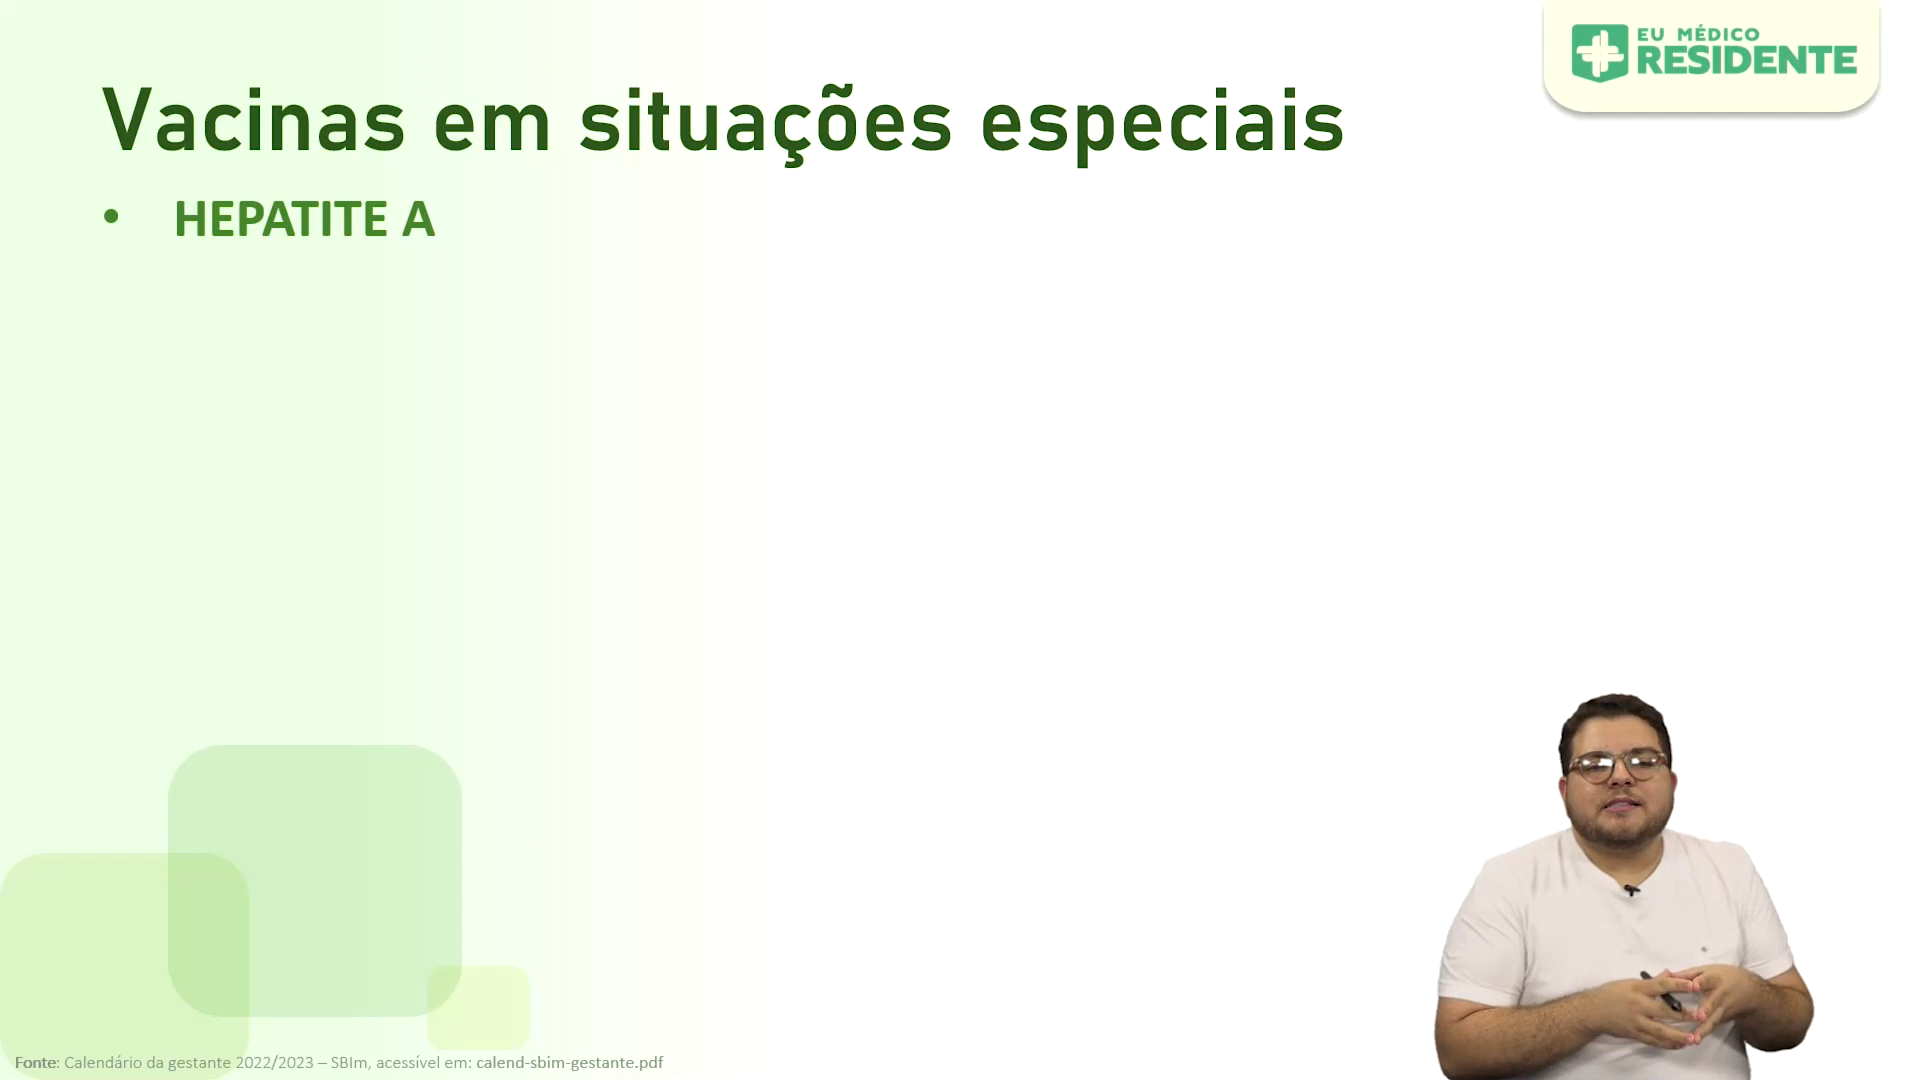 EU MÉDICO
RESIDENTE
Vacinas em situações especiais
• HEPATITE A
Fonte: Calendário da gestante 2022/2023 – SBIm, acessível em: calend-sbim-gestante.pdf